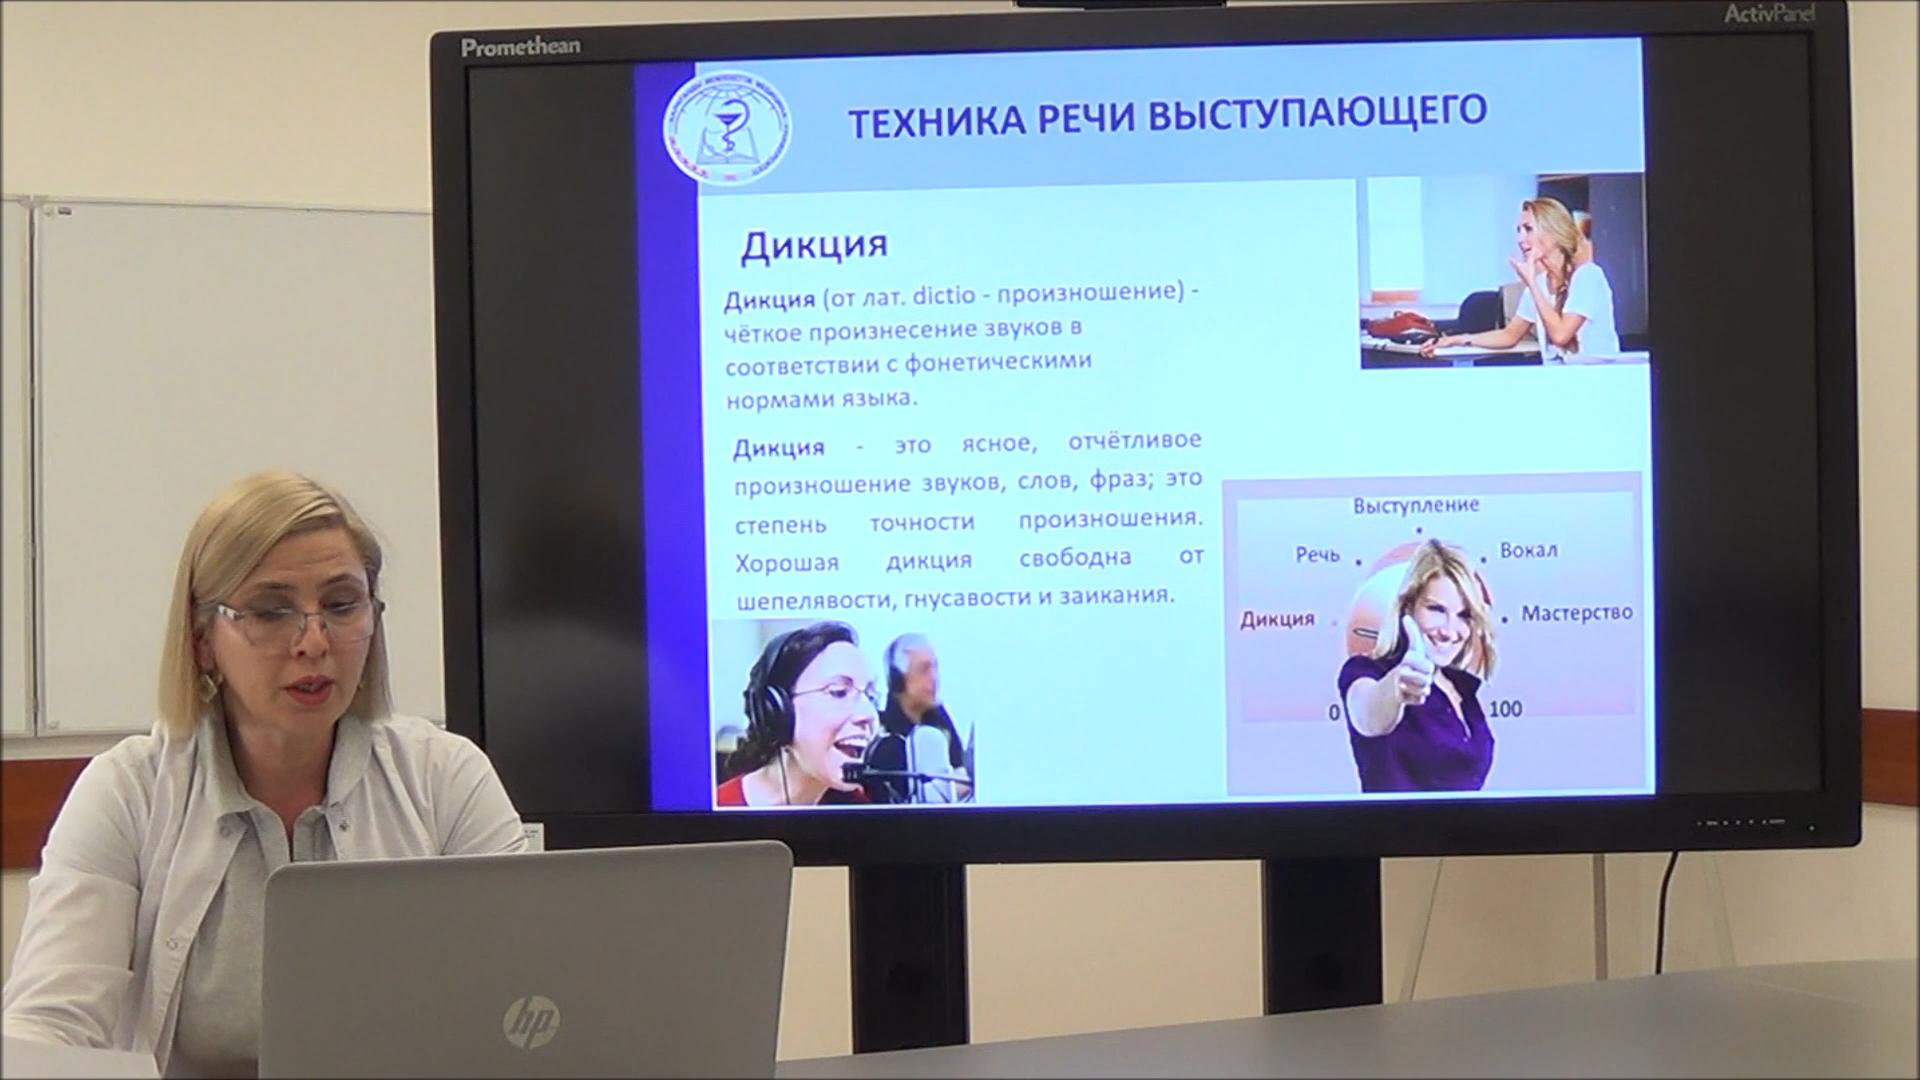 Promethean
ActivPanel
ТЕХНИКА РЕЧИ ВЫСТУПАЮЩЕГО
Дикция
Дикция (от лат. dictio - произношение) -
чёткое произнесение звуков в
соответствии с фонетическими
нормами языка.
Дикция - это ясное, отчётливое
произношение звуков, слов, фраз; это
степень точности произношения.
Хорошая дикция свободна от
шепелявости, гнусавости и заикания.
Выступление
Речь
Вокал
Дикция
Мастерство
0
100
hp